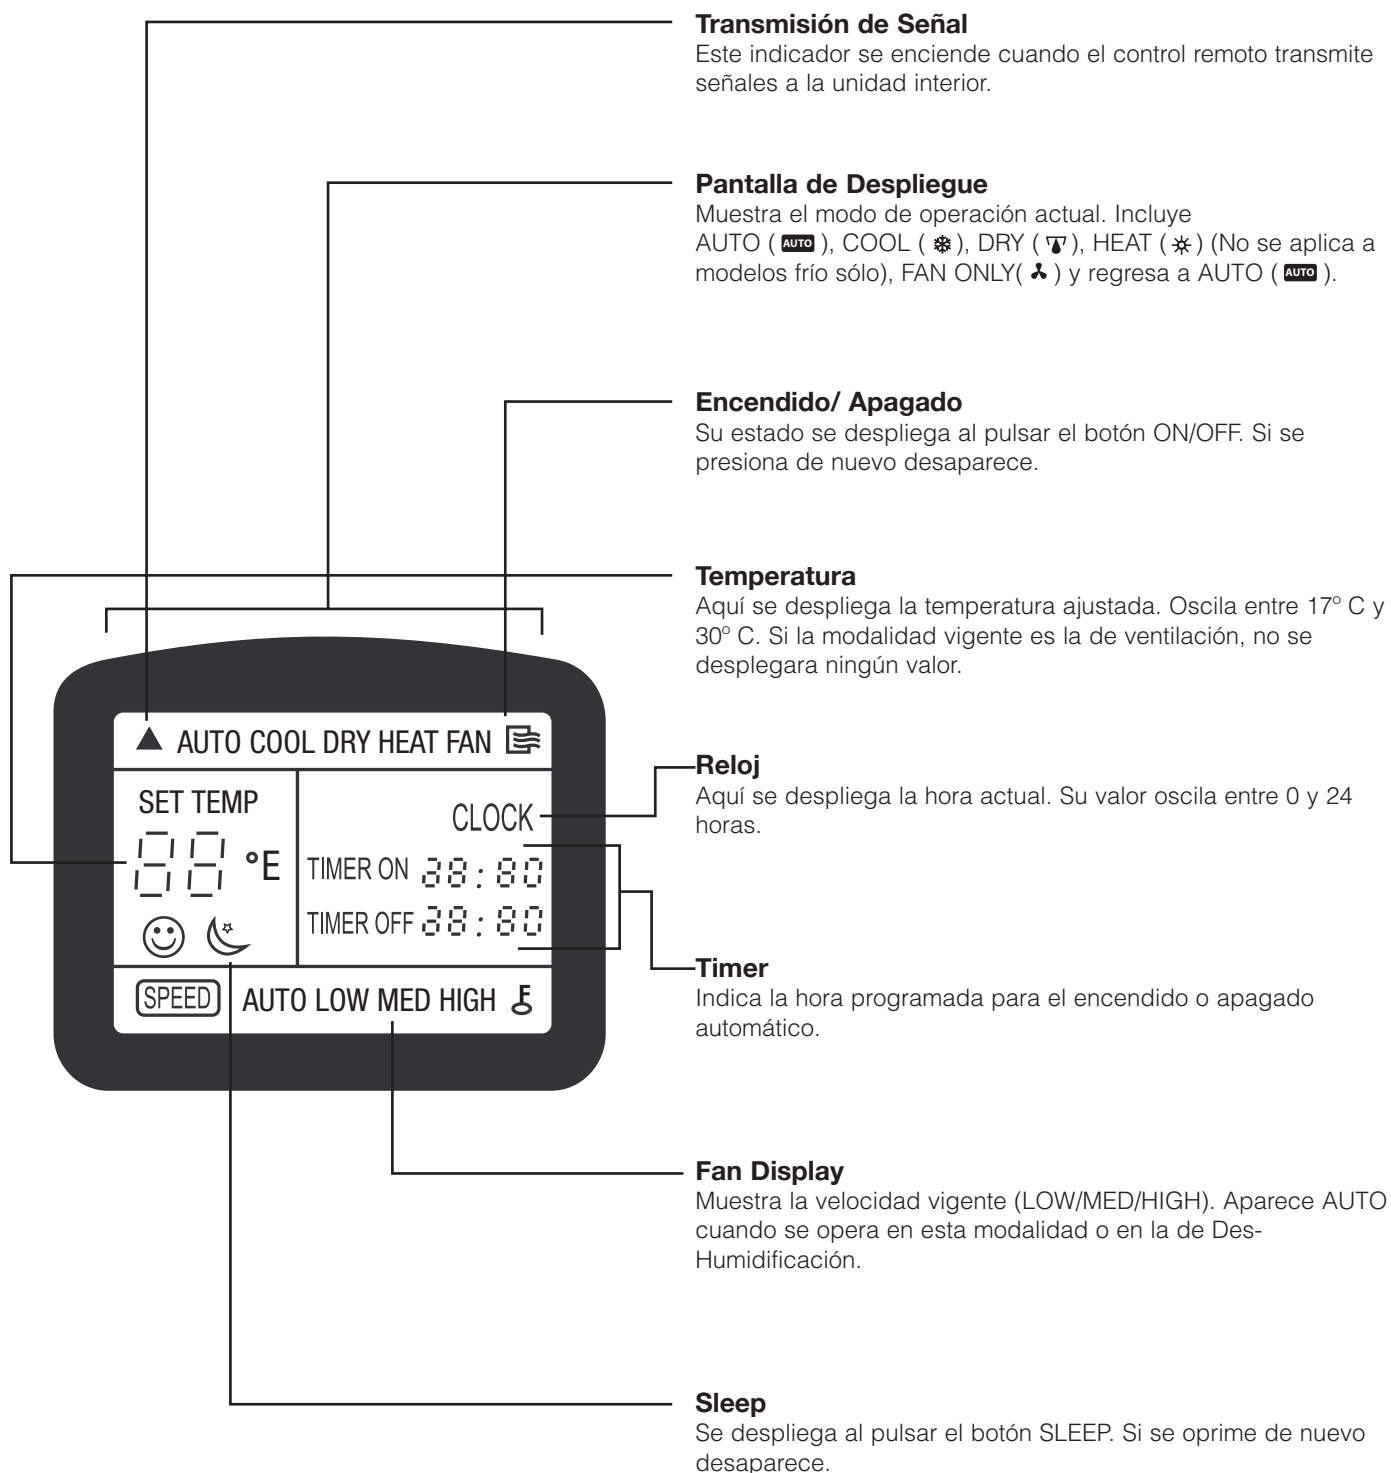 Transmisión de Señal
Este indicador se enciende cuando el control remoto transmite
señales a la unidad interior.
Pantalla de Despliegue
Muestra el modo de operación actual. Incluye
AUTO ( AUTO ), COOL ( ), DRY ( ), HEAT ( ) (No se aplica a
modelos frío sólo), FAN ONLY( ) y regresa a AUTO ( AUTO ).
Encendido/ Apagado
Su estado se despliega al pulsar el botón ON/OFF. Si se
presiona de nuevo desaparece.
Temperatura
Aquí se despliega la temperatura ajustada. Oscila entre 17º C y
30º C. Si la modalidad vigente es la de ventilación, no se
desplegara ningún valor.
Reloj
Aquí se despliega la hora actual. Su valor oscila entre 0 y 24
horas.
Timer
Indica la hora programada para el encendido o apagado
automático.
Fan Display
Muestra la velocidad vigente (LOW/MED/HIGH). Aparece AUTO
cuando se opera en esta modalidad o en la de Des-
Humidificación.
Sleep
Se despliega al pulsar el botón SLEEP. Si se oprime de nuevo
desaparece.
AUTO COOL DRY HEAT FAN
SET TEMP
88 °E
CLOCK
TIMER ON 38:80
TIMER OFF 38:80
SPEED AUTO LOW MED HIGH